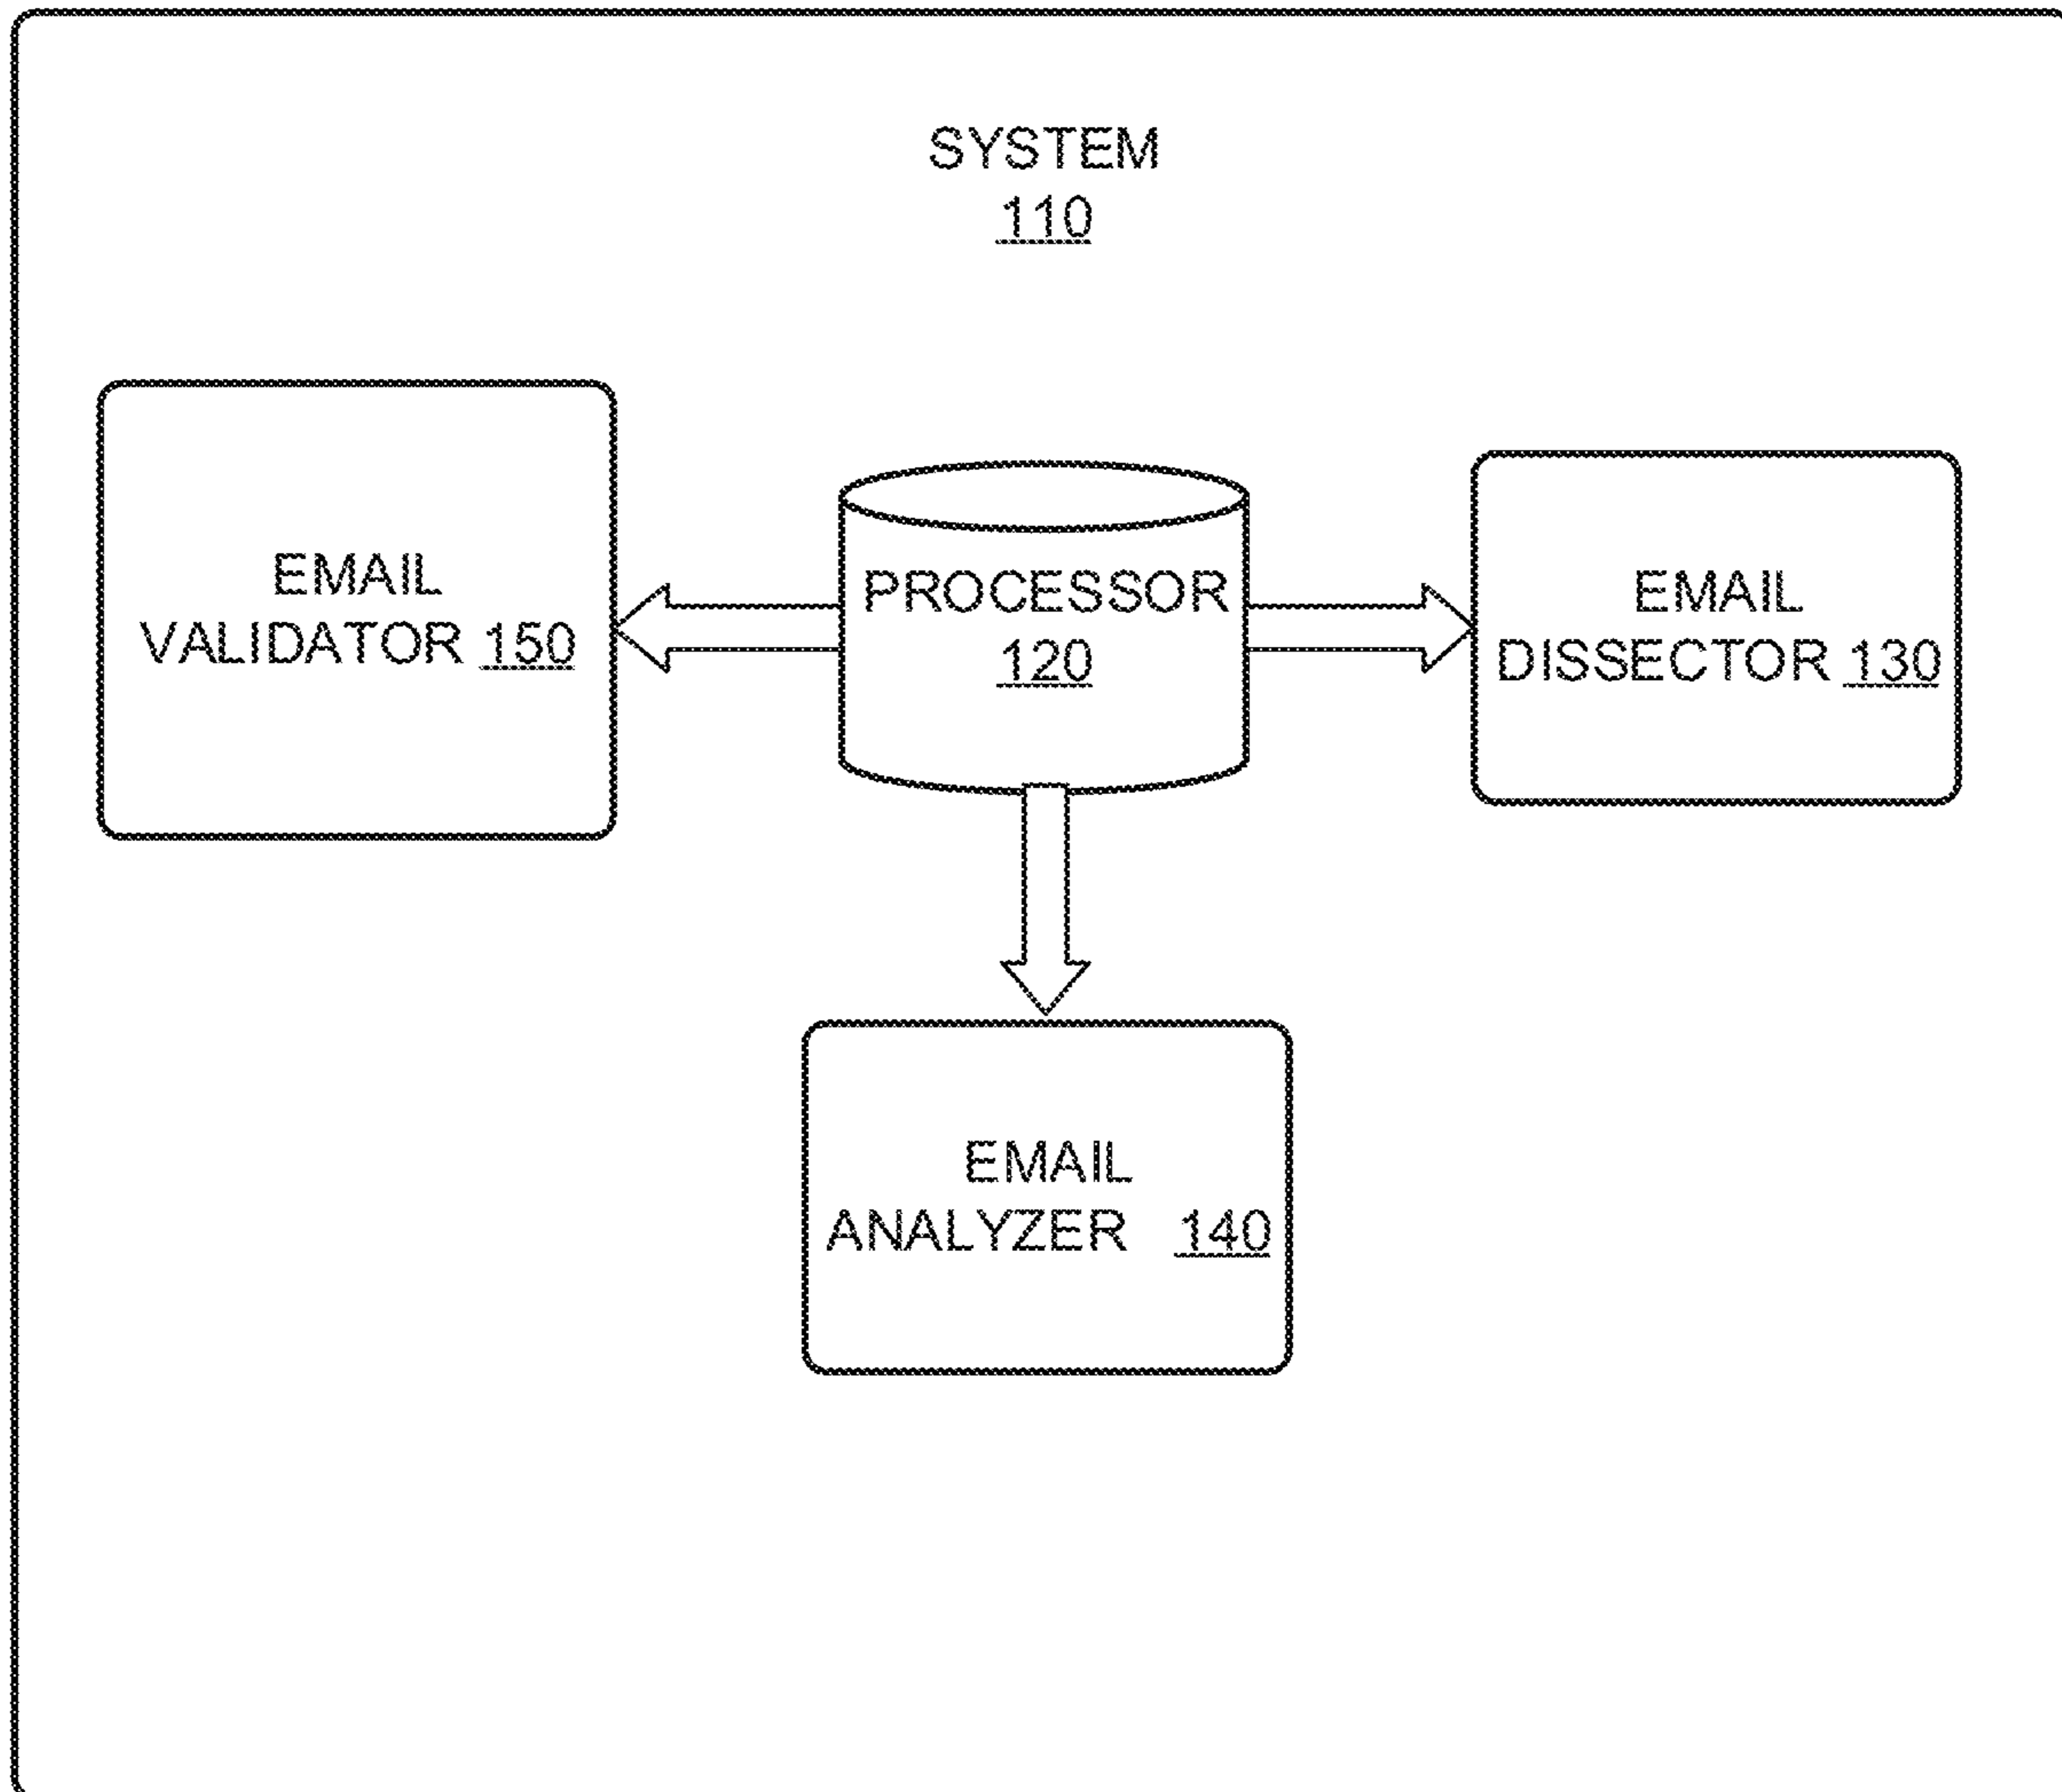 SYSTEM
110
EMAIL
VALIDATOR 150
PROCESSOR
120
EMAIL
DISSECTOR 130
EMAIL
ANALYZER 140